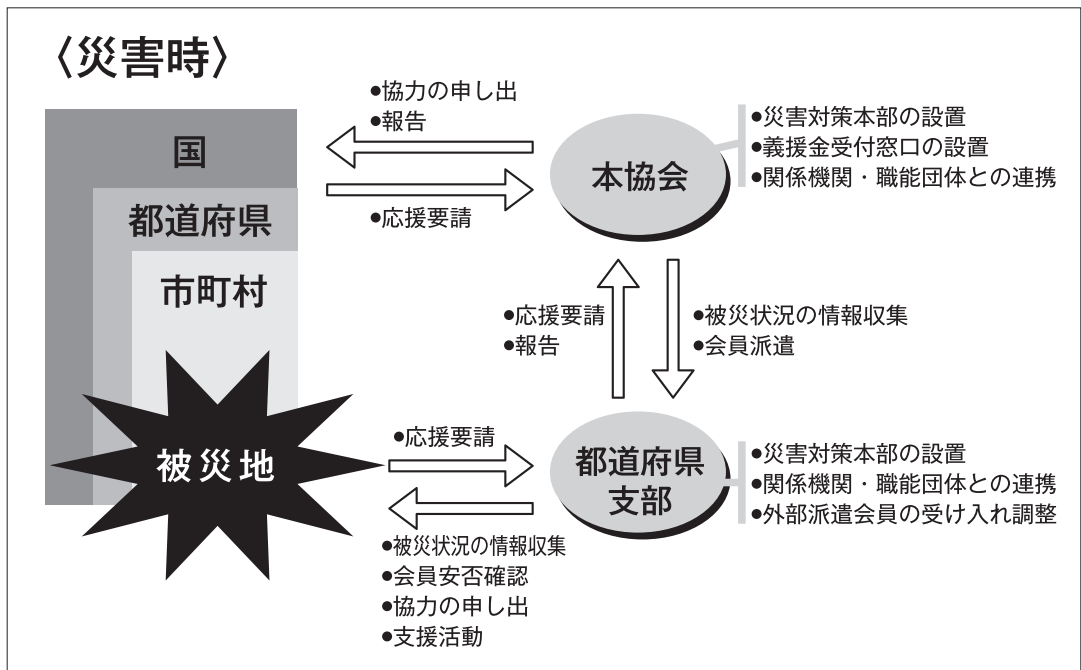 〈災害時〉
国
都道府県
市町村
被災地
●協力の申し出
●報告
●応援要請
本協会
●災害対策本部の設置
●義援金受付窓口の設置
●関係機関・職能団体との連携
●応援要請
●報告
●被災状況の情報収集
●会員派遣
●応援要請
都道府県
支部
●災害対策本部の設置
●関係機関・職能団体との連携
●外部派遣会員の受け入れ調整
●被災状況の情報収集
●会員安否確認
●協力の申し出
●支援活動